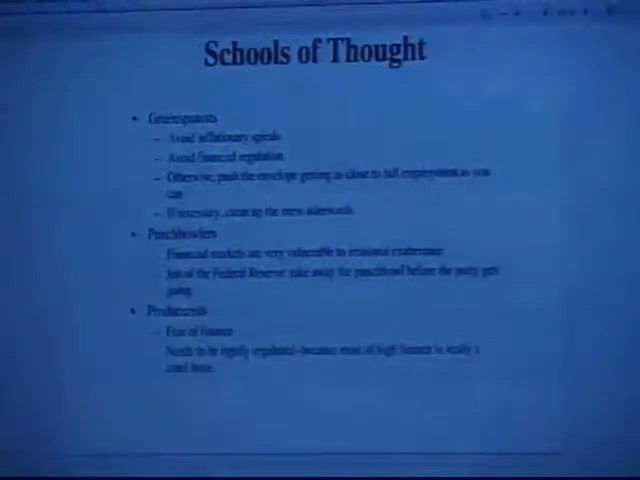 Schools of Thought
• Greenspanists
– Avoid inflationary spirals
– Avoid financial regulation
– Otherwise, push the envelope getting as close to full employment as you
can
– If necessary, clean up the mess afterwards
• Punchbowlers
Financial markets are very vulnerable to irrational exuberance
– Job of the Federal Reserve: take away the punchbowl before the party gets
going
•
– Fear of finance
Needs to be tightly regulated–because most of high finance is really a
cruel hoax